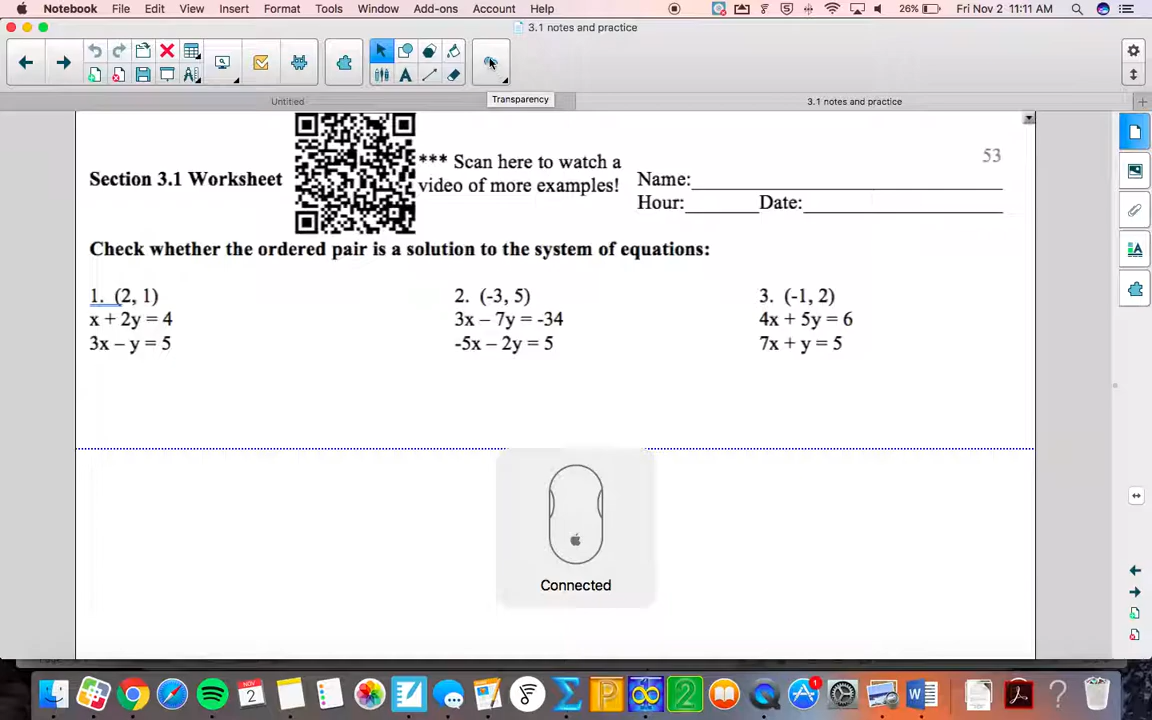 Notebook File Edit View Insert Format Tools Window Add-ons Account Help 26% Fri Nov 2 11:11 AM
3.1 notes and practice
Transparency
Untitled 3.1 notes and practice
53
*** Scan here to watch a
video of more examples!
Section 3.1 Worksheet
Name:
Hour: Date:
Check whether the ordered pair is a solution to the system of equations:
1. (2, 1) 2. (-3, 5) 3. (-1, 2)
x + 2y = 4 3x – 7y = -34 4x + 5y = 6
3x – y = 5 -5x – 2y = 5 7x + y = 5
Connected
NOV
2
2
1